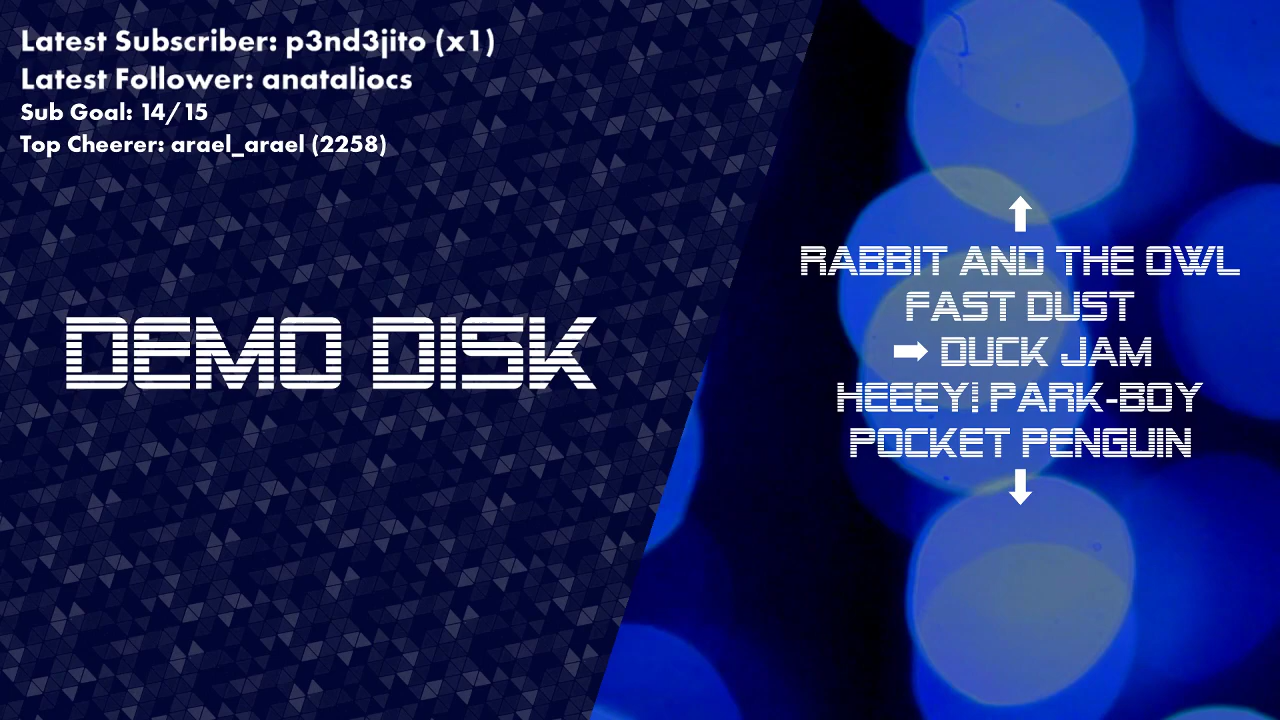 Latest Subscriber: p3nd3jito (x1)
Latest Follower: anataliocs
Sub Goal: 14/15
Top Cheerer: arael_arael (2258)
DEMO DISK
RABBIT AND THE OWL
FAST DUST
DUCK JAM
HEEEY! PARK-BOY
POCKET PENGUIN